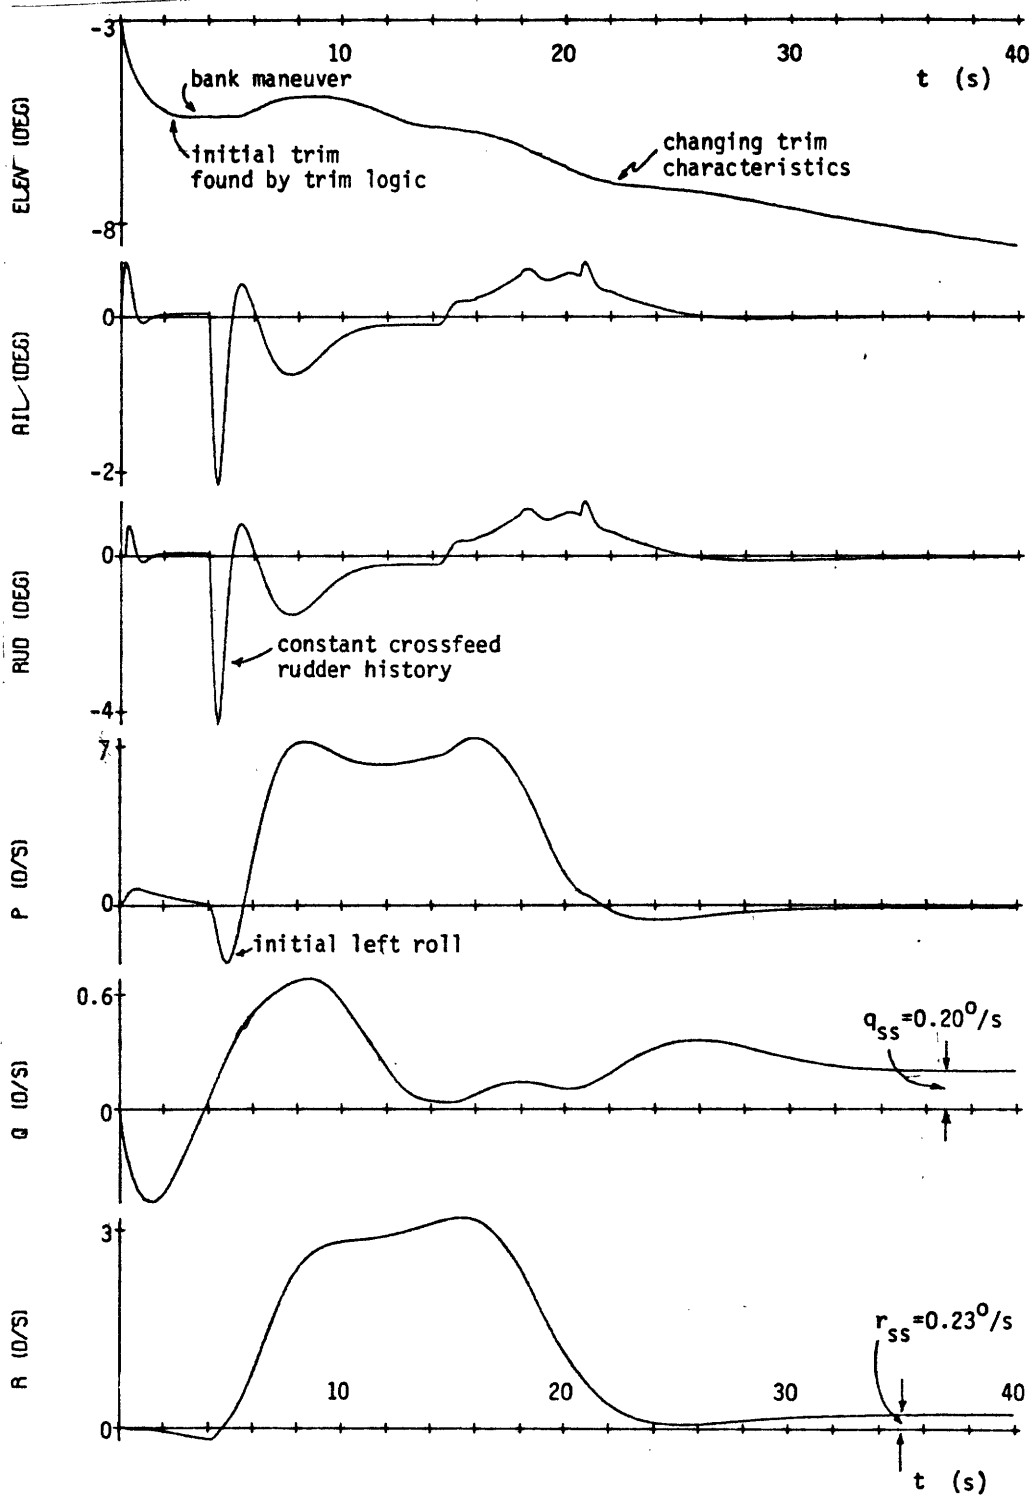 -3
10
20
30
40
t (s)
bank maneuver
initial trim
found by trim logic
changing trim
characteristics
ELEV (DEG)
-8
0
AIL (DEG)
-2
0
RUD (DEG)
constant crossfeed
rudder history
-4
7
P (D/S)
0
initial left roll
0.6
qss=0.20°/s
Q (D/S)
0
3
rss=0.23°/s
R (D/S)
10
20
30
40
0
t (s)